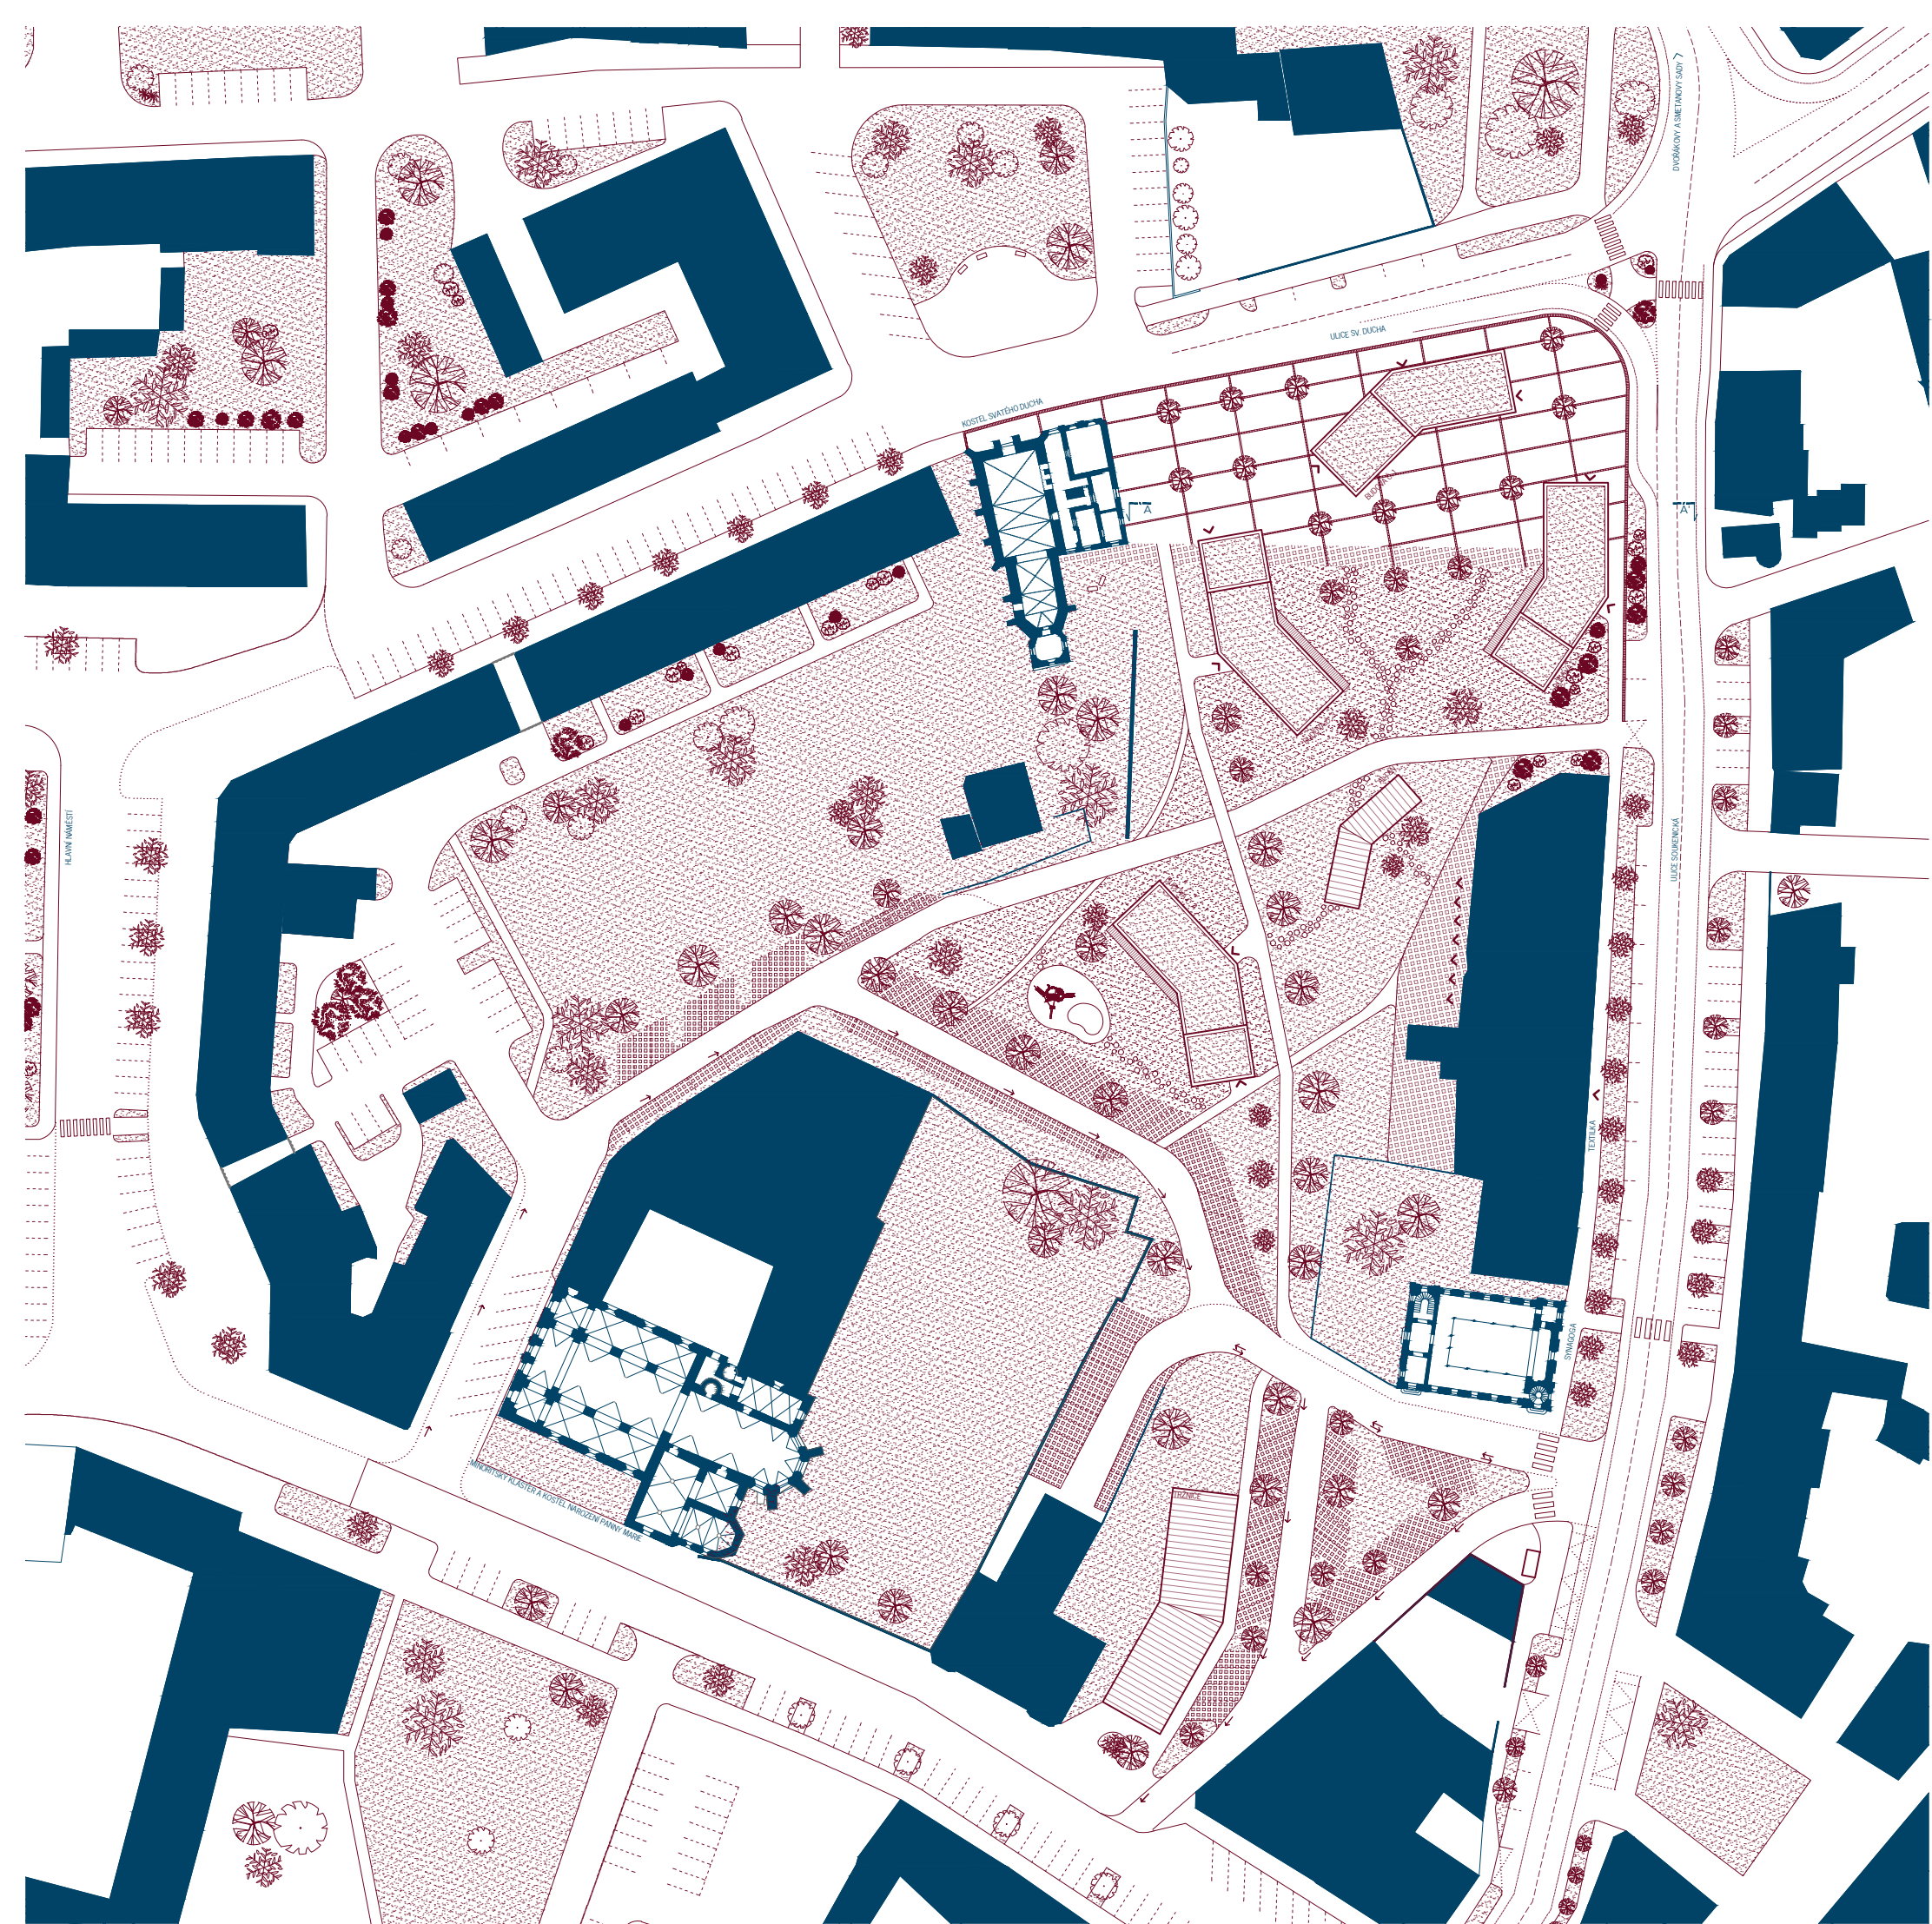 DVOŘÁKOVY A SMETANOVY SADY
ULICE SV. DUCHA
KOSTEL SVATÉHO DUCHA
A
A'
HLAVNÍ NÁMĚSTÍ
ULICE SOUKENICKÁ
TEXTILKA
SYNAGOGA
MINORITSKÝ KLÁŠTER A KOSTEL NAROZENÍ PANNY MARIE
TRŽNICE